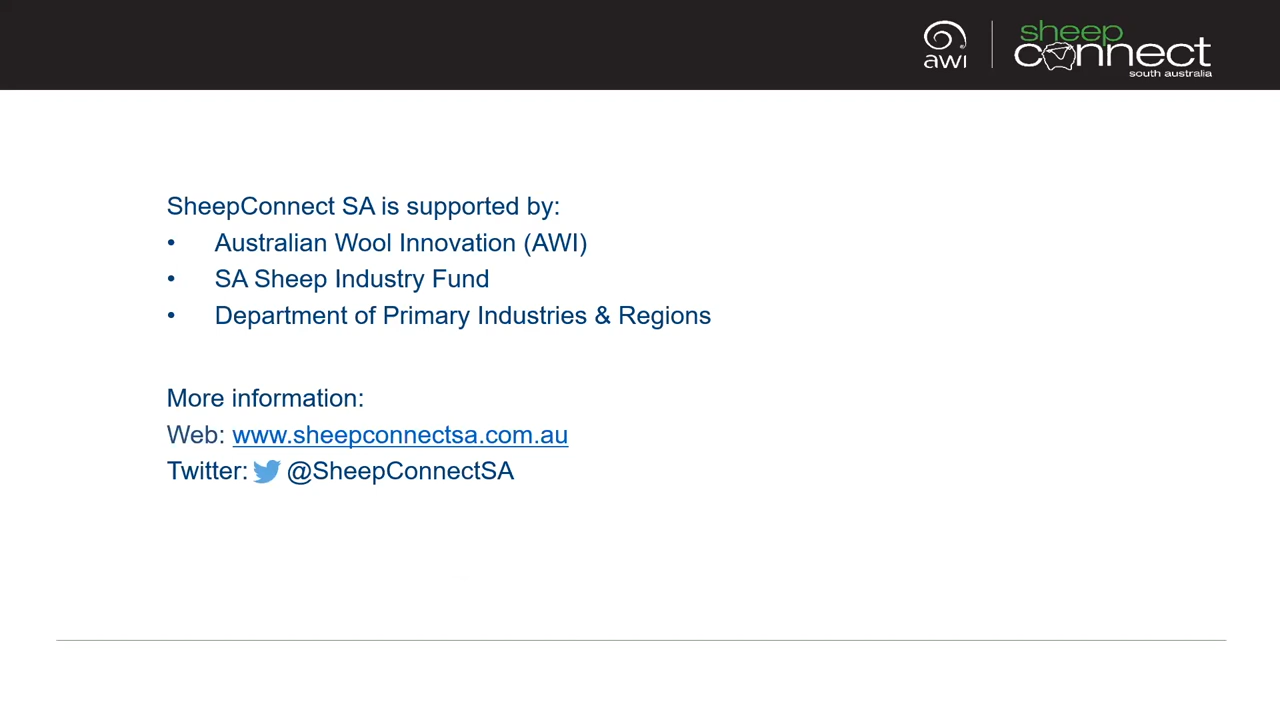 AWI
sheep
connect
south australia
SheepConnect SA is supported by:
• Australian Wool Innovation (AWI)
• SA Sheep Industry Fund
• Department of Primary Industries & Regions
More information:
Web: www.sheepconnectsa.com.au
Twitter: @SheepConnectSA